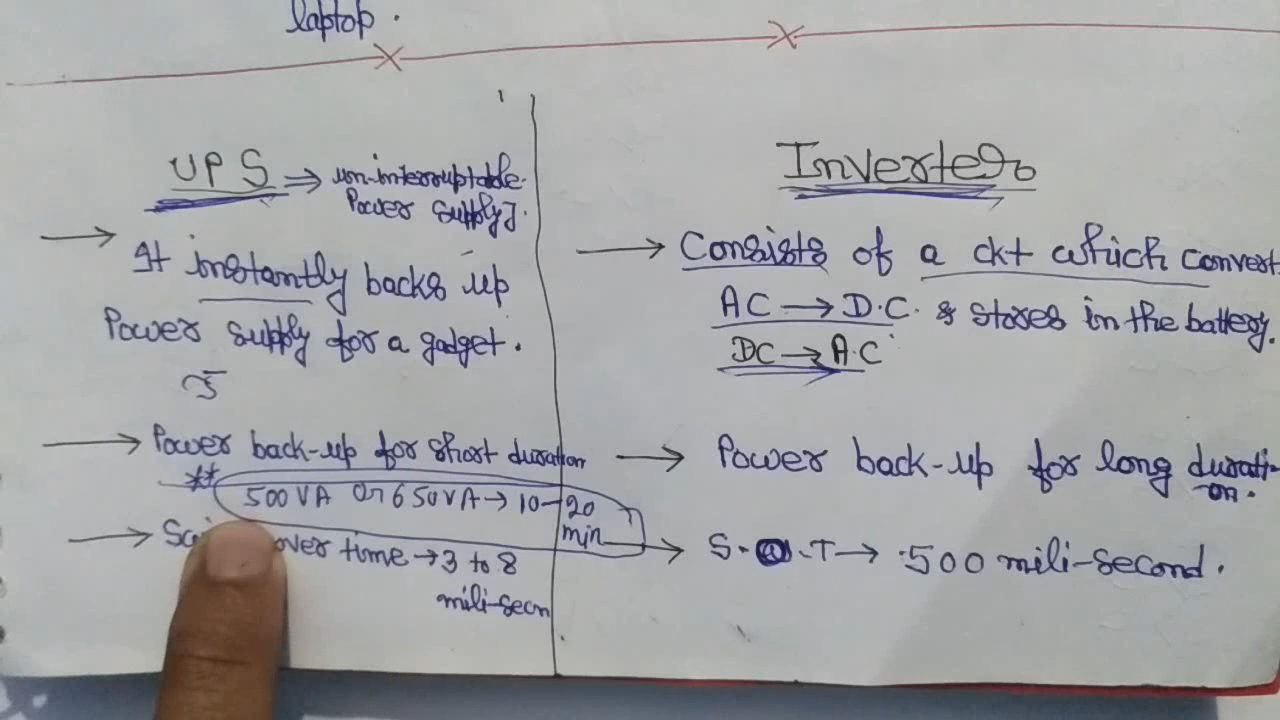 laptop.
UPS ⇒ un-interruptable
Power supply].
→ It instantly backs up
Power supply for a gadget.
→ Power back-up for short duration
** 500 VA or 650 VA → 10-20
min
→ over time → 3 to 8
mili-secn
Inverter
→ Consists of a ckt which convert
AC → D.C. & stores in the battery.
DC → A.C
→ Power back-up for long durati-
on.
→ S. O .T → 500 mili-second.